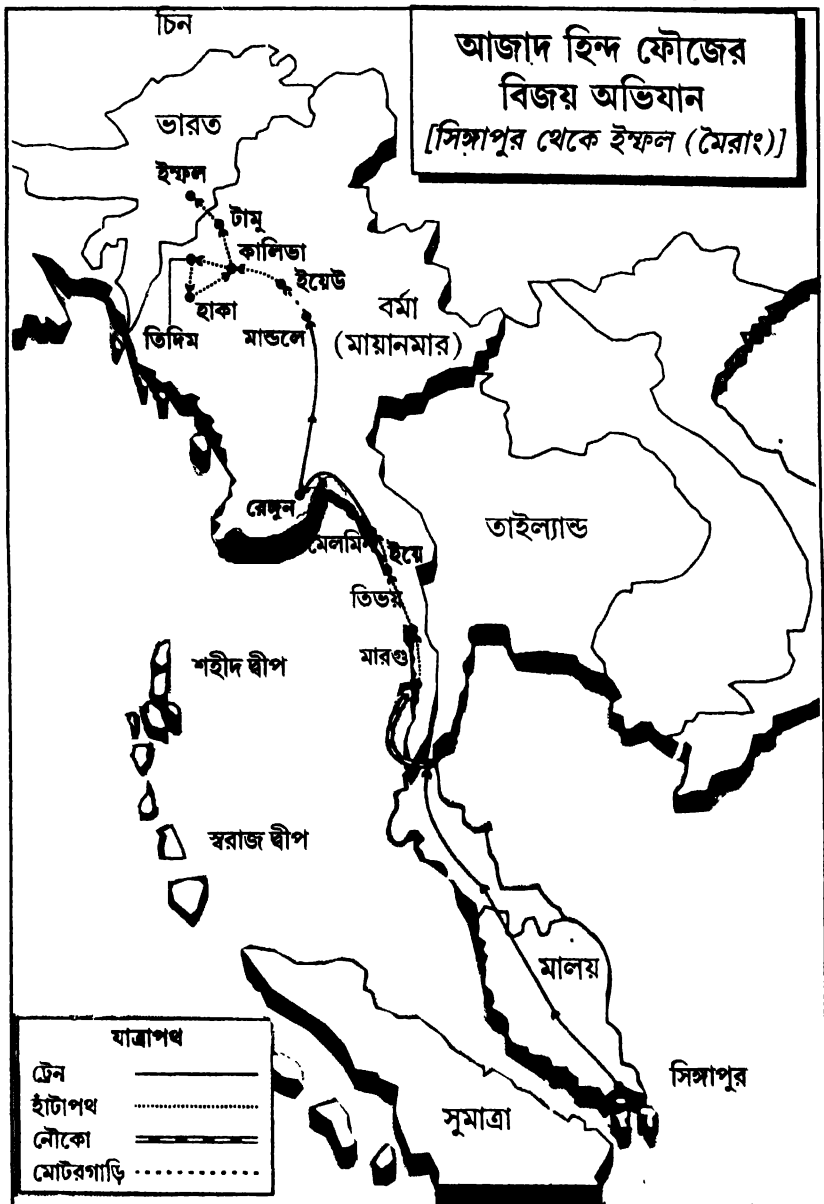 চিন
আজাদ হিন্দ ফৌজের
বিজয় অভিযান
[সিঙ্গাপুর থেকে ইম্ফল (মৈরাং)]
ভারত
ইম্ফল
টামু
কালিভা
ইয়েউ
হাকা
তিদিম
মান্ডলে
বর্মা
(মায়ানমার)
রেঙ্গুন
মেলমিন
ইয়ে
তিভয়
মারগু
তাইল্যান্ড
শহীদ দ্বীপ
স্বরাজ দ্বীপ
মালয়
সিঙ্গাপুর
সুমাত্রা
যাত্রাপথ
ট্রেন
হাঁটাপথ
নৌকো
মোটরগাড়ি